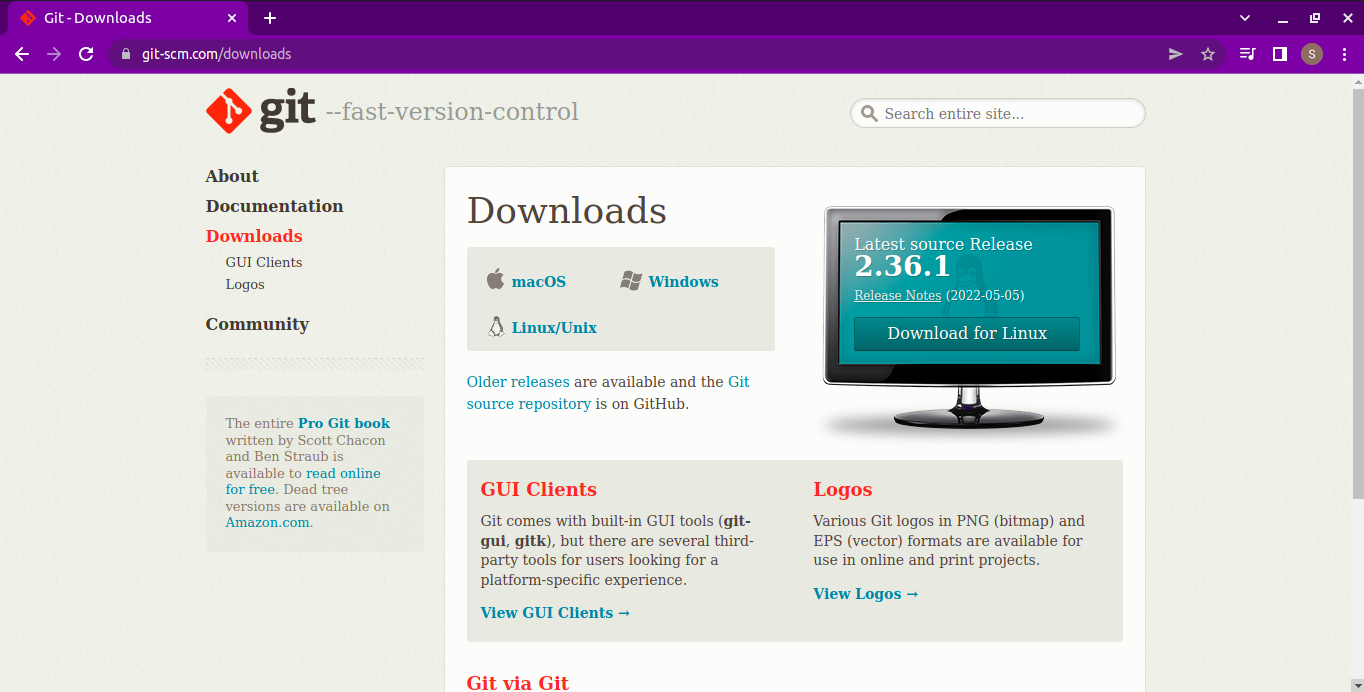 Git - Downloads
git-scm.com/downloads
S
git --fast-version-control
Search entire site...
About
Documentation
Downloads
GUI Clients
Logos
Community
The entire Pro Git book
written by Scott Chacon
and Ben Straub is
available to read online
for free. Dead tree
versions are available on
Amazon.com.
Downloads
macOS
Windows
Linux/Unix
Older releases are available and the Git
source repository is on GitHub.
Latest source Release
2.36.1
Release Notes (2022-05-05)
Download for Linux
GUI Clients
Git comes with built-in GUI tools (git-
gui, gitk), but there are several third-
party tools for users looking for a
platform-specific experience.
View GUI Clients →
Logos
Various Git logos in PNG (bitmap) and
EPS (vector) formats are available for
use in online and print projects.
View Logos →
Git via Git